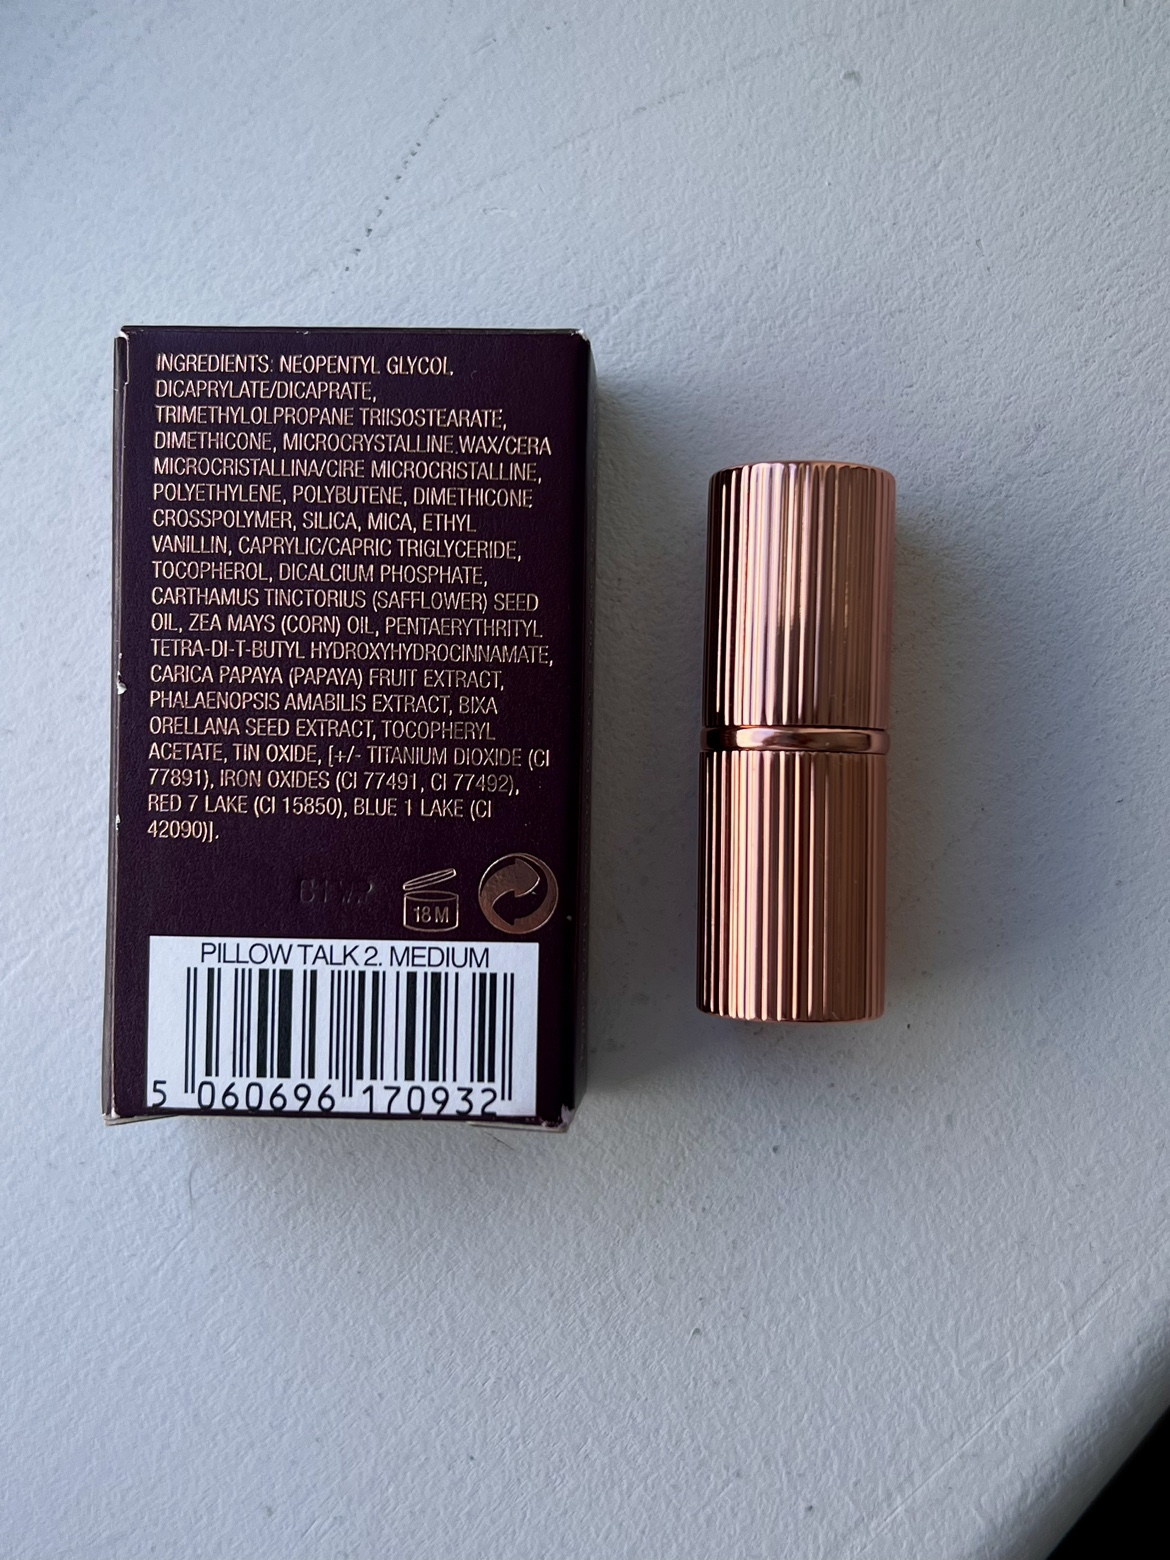 INGREDIENTS: NEOPENTYL GLYCOL
DICAPRYLATE/DICAPRATE,
TRIMETHYLOLPROPANE TRIISOSTEARATE,
DIMETHICONE, MICROCRYSTALLINE WAX/CERA
MICROCRISTALLINA/CIRE MICROCRISTALLINE,
POLYETHYLENE, POLYBUTENE, DIMETHICONE
CROSSPOLYMER, SILICA, MICA, ETHYL
VANILLIN, CAPRYLIC/CAPRIC TRIGLYCERIDE,
TOCOPHEROL, DICALCIUM PHOSPHATE,
CARTHAMUS TINCTORIUS (SAFFLOWER) SEED
OIL, ZEA MAYS (CORN) OIL, PENTAERYTHRITYL
TETRA-DI-T-BUTYL HYDROXYHYDROCINNAMATE,
CARICA PAPAYA (PAPAYA) FRUIT EXTRACT,
PHALAENOPSIS AMABILIS EXTRACT, BIXA
ORELLANA SEED EXTRACT, TOCOPHERYL
ACETATE, TIN OXIDE, [+/- TITANIUM DIOXIDE (CI
77891), IRON OXIDES (CI 77491, CI 77492),
RED 7 LAKE (CI 15850), BLUE 1 LAKE (CI
42090)].
18 M
PILLOW TALK 2. MEDIUM
5 060696 170932